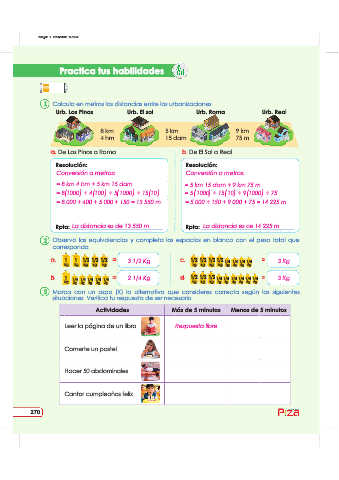 Practica tus habilidades
1 Calcula en metros las distancias entre las urbanizaciones
Urb. Los Pinos Urb. El sol Urb. Roma Urb. Real
8 km 5 km 9 km
4 hm 15 dam 75 m
a. De Los Pinos a Roma b. De El Sol a Real
Resolución: Resolución:
Conversión a metros Conversión a metros
= 8 km 4 hm + 5 km 15 dam = 5 km 15 dam + 9 km 75 m
= 8(1000) + 4(100) + 5(1000) + 15(10) = 5(1000) + 15(10) + 9(1000) + 75
= 8 000 + 400 + 5 000 + 150 = 13 550 m = 5 000 + 150 + 9 000 + 75 = 14 225 m
Rpta: La distancia es de 13 550 m Rpta: La distancia es de 14 225 m
2 Observa las equivalencias y completa los espacios en blanco con el peso total que
corresponda
a. = 3 1/2 Kg c. = 3 Kg
b. = 2 1/4 Kg d. = 3 Kg
3 Marca con un aspa (X) la alternativa que consideres correcta según las siguientes
situaciones. Verifica tu respuesta de ser necesario
Actividades Más de 5 minutos Menos de 5 minutos
Leer la página de un libro Respuesta libre
Comerte un pastel
Hacer 50 abdominales
Cantar cumpleaños feliz
270